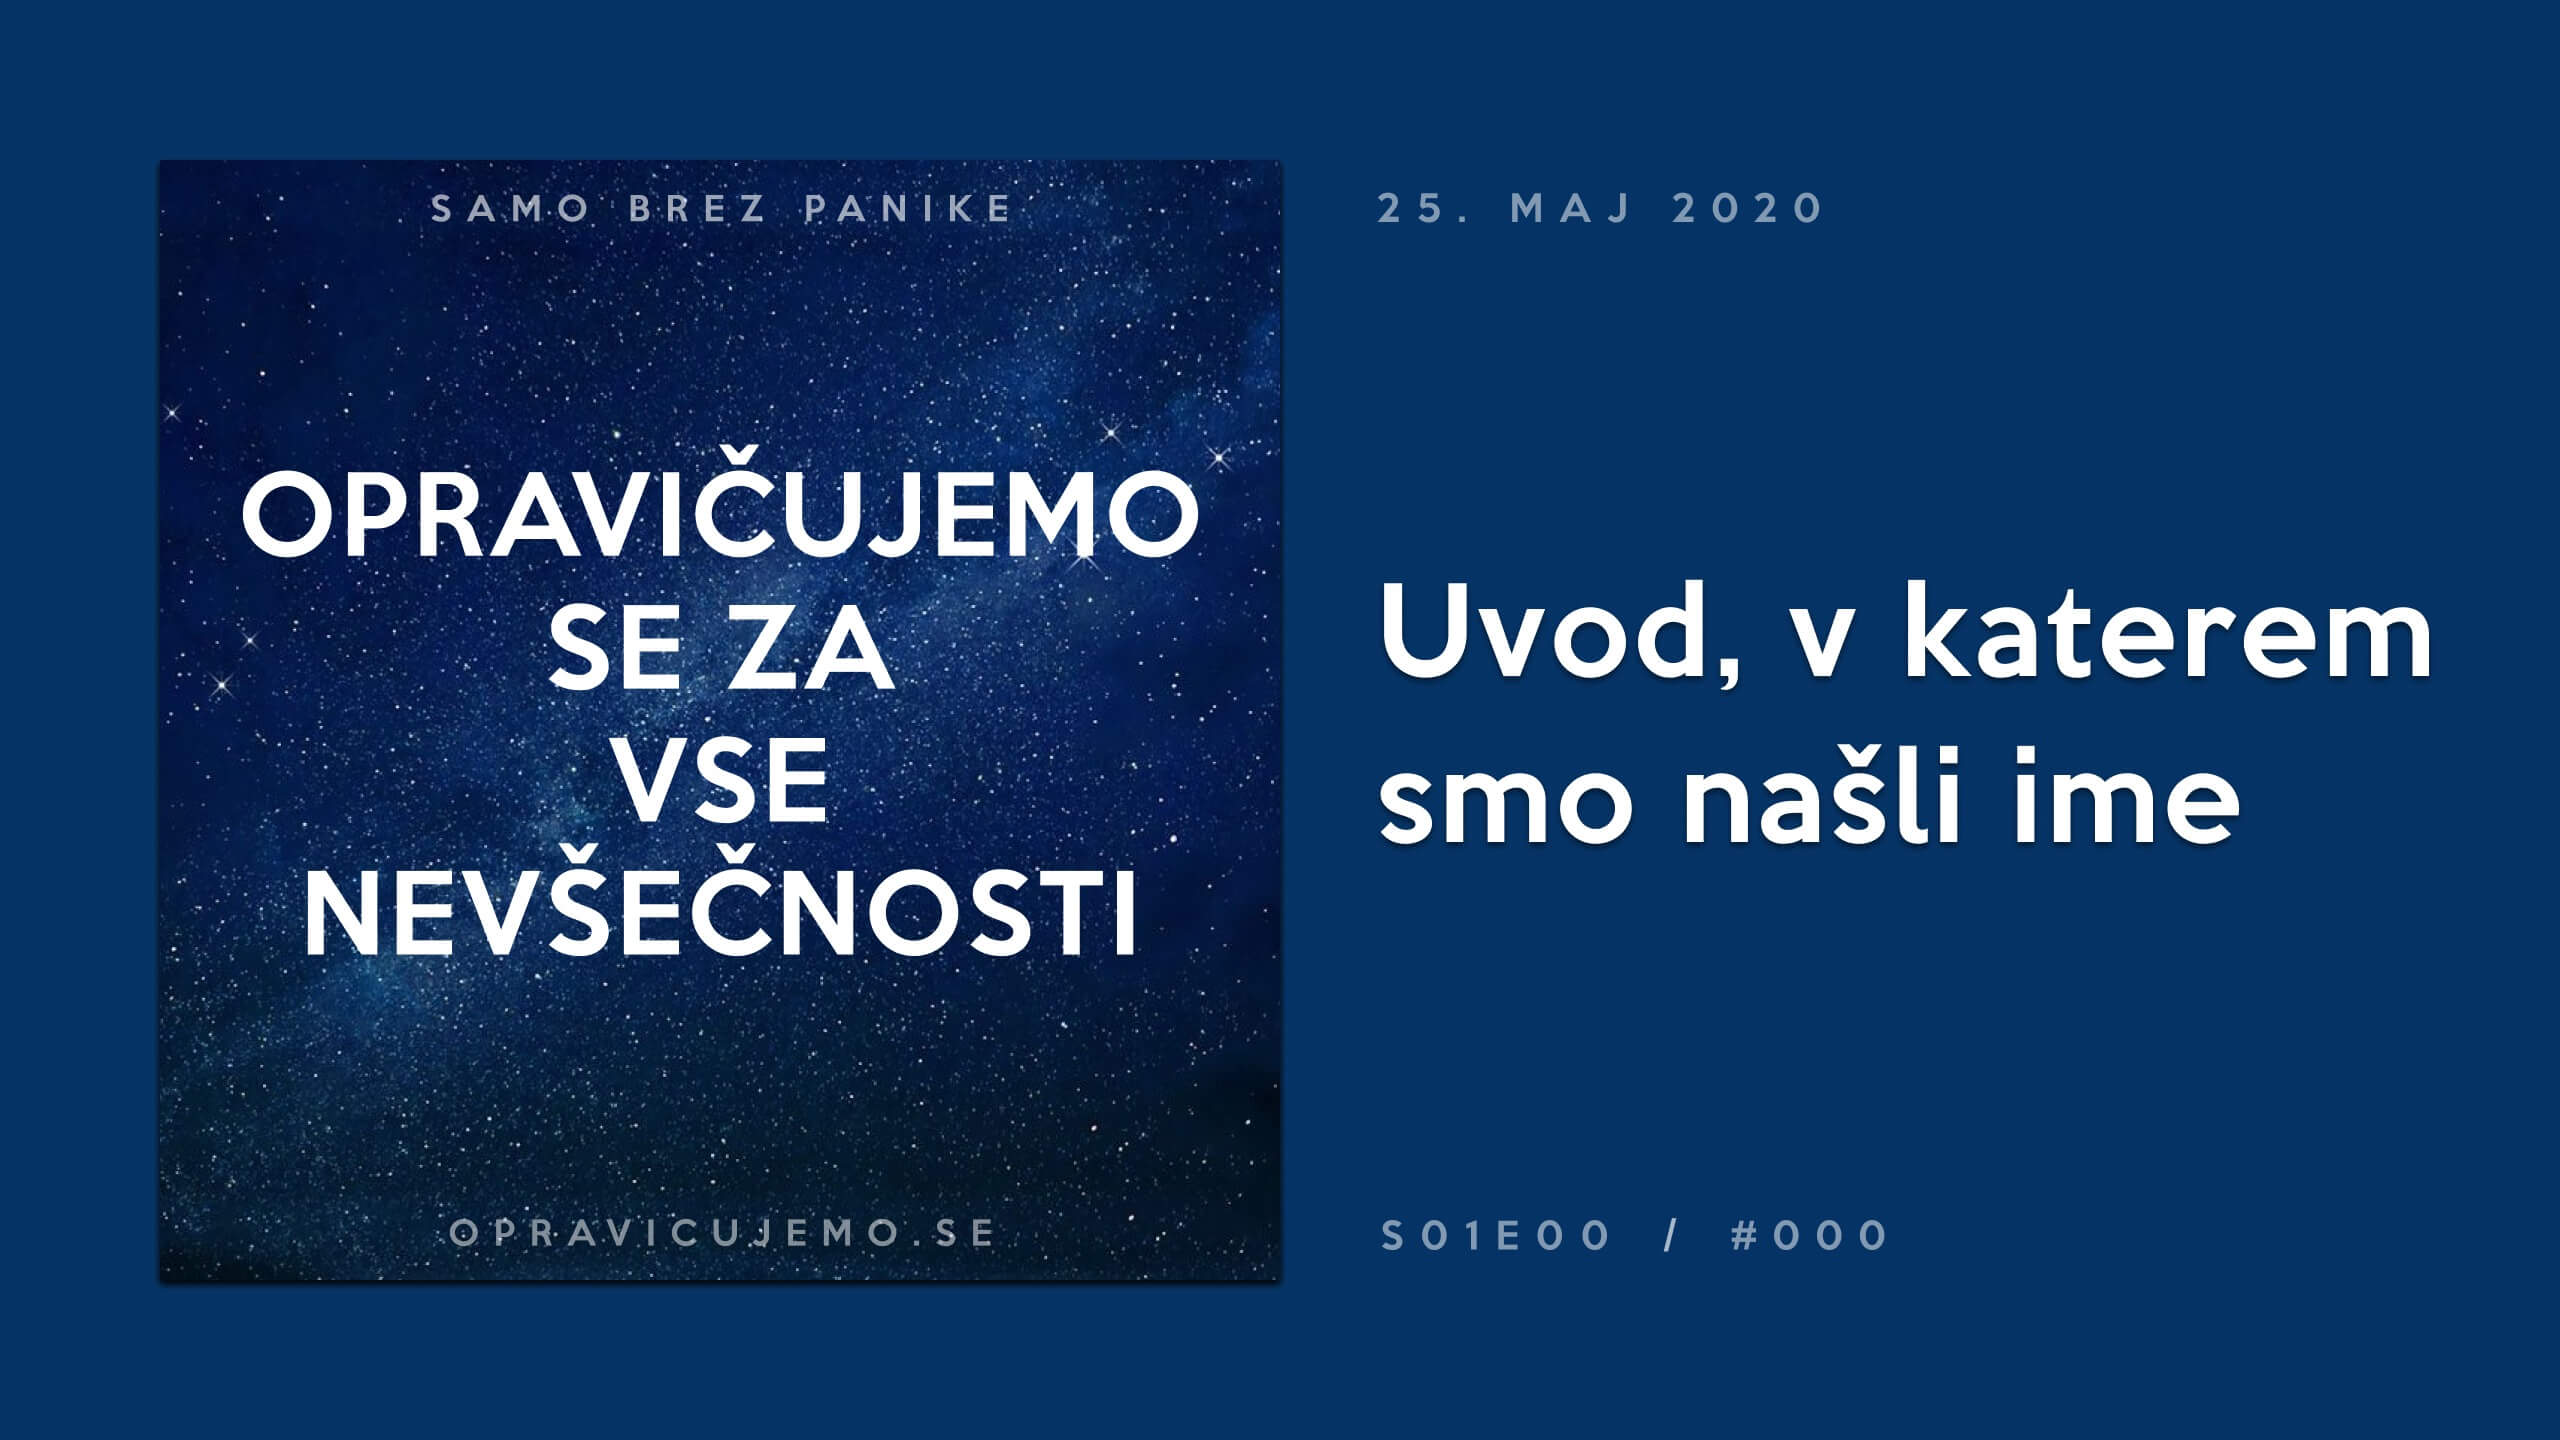 SAMO BREZ PANIKE
OPRAVIČUJEMO
SE ZA
VSE
NEVŠEČNOSTI
OPRAVICUJEMO.SE
25. MAJ 2020
Uvod, v katerem
smo našli ime
S01E00 / #000